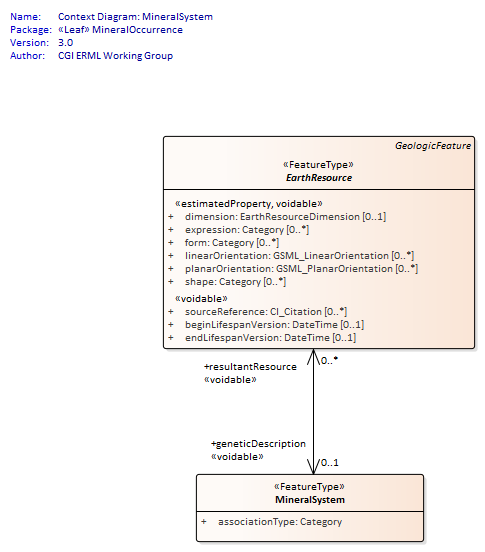 Name: Context Diagram: MineralSystem
Package: «Leaf» MineralOccurrence
Version: 3.0
Author: CGI ERML Working Group
GeologicFeature
«FeatureType»
EarthResource
«estimatedProperty, voidable»
+ dimension: EarthResourceDimension [0..1]
+ expression: Category [0..*]
+ form: Category [0..*]
+ linearOrientation: GSML_LinearOrientation [0..*]
+ planarOrientation: GSML_PlanarOrientation [0..*]
+ shape: Category [0..*]
«voidable»
+ sourceReference: CI_Citation [0..*]
+ beginLifespanVersion: DateTime [0..1]
+ endLifespanVersion: DateTime [0..1]
+resultantResource 0..*
«voidable»
+geneticDescription
«voidable» 0..1
«FeatureType»
MineralSystem
+ associationType: Category